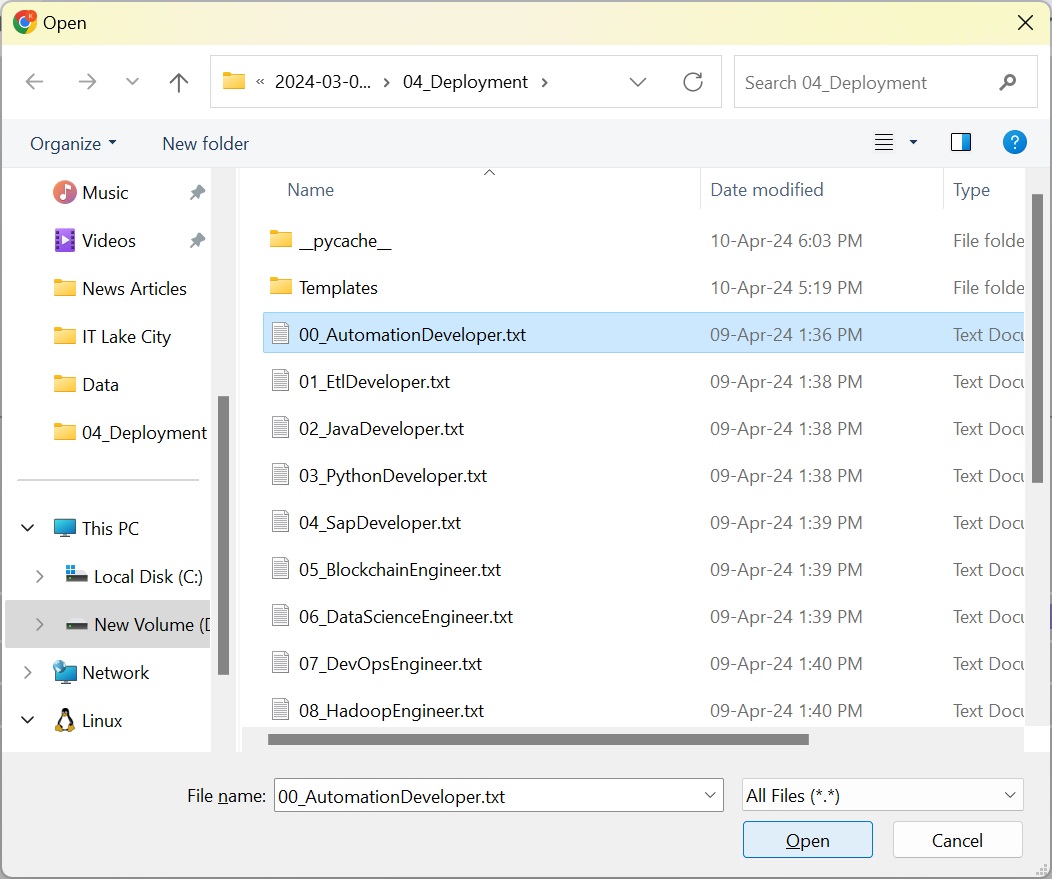 Open
« 2024-03-0... › 04_Deployment ›
Search 04_Deployment
Organize
New folder
?
Music
Videos
News Articles
IT Lake City
Data
04_Deployment
This PC
Local Disk (C:)
New Volume (D
Network
Linux
Name Date modified Type
__pycache__ 10-Apr-24 6:03 PM File folde
Templates 10-Apr-24 5:19 PM File folde
00_AutomationDeveloper.txt 09-Apr-24 1:36 PM Text Docu
01_EtlDeveloper.txt 09-Apr-24 1:38 PM Text Docu
02_JavaDeveloper.txt 09-Apr-24 1:38 PM Text Docu
03_PythonDeveloper.txt 09-Apr-24 1:38 PM Text Docu
04_SapDeveloper.txt 09-Apr-24 1:39 PM Text Docu
05_BlockchainEngineer.txt 09-Apr-24 1:39 PM Text Docu
06_DataScienceEngineer.txt 09-Apr-24 1:39 PM Text Docu
07_DevOpsEngineer.txt 09-Apr-24 1:40 PM Text Docu
08_HadoopEngineer.txt 09-Apr-24 1:40 PM Text Docu
File name: 00_AutomationDeveloper.txt All Files (*.*)
Open Cancel